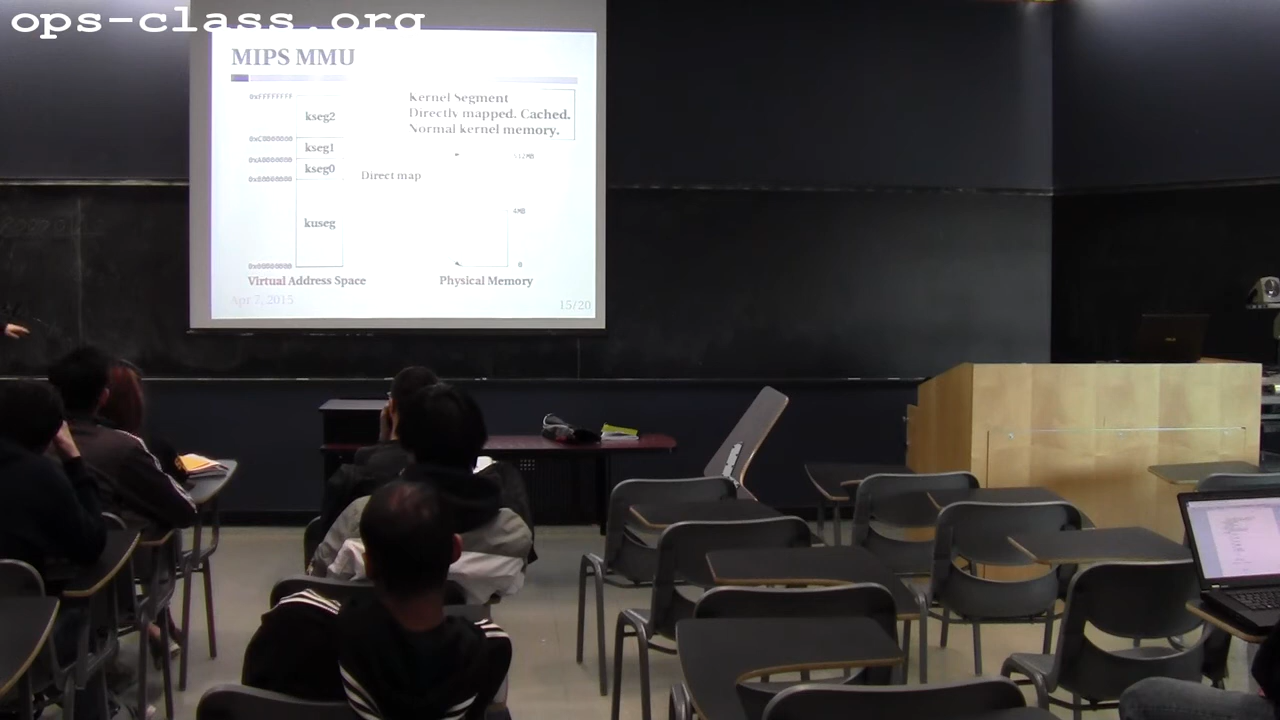 ops-class.org
MIPS MMU
0xFFFFFFFF
kseg2
Kernel Segment
Directly mapped. Cached.
Normal kernel memory.
0xC0000000
kseg1
0xA0000000
512MB
kseg0
0x80000000
Direct map
kuseg
4MB
0x00000000
0
Virtual Address Space
Physical Memory
Apr 7, 2015
15/20